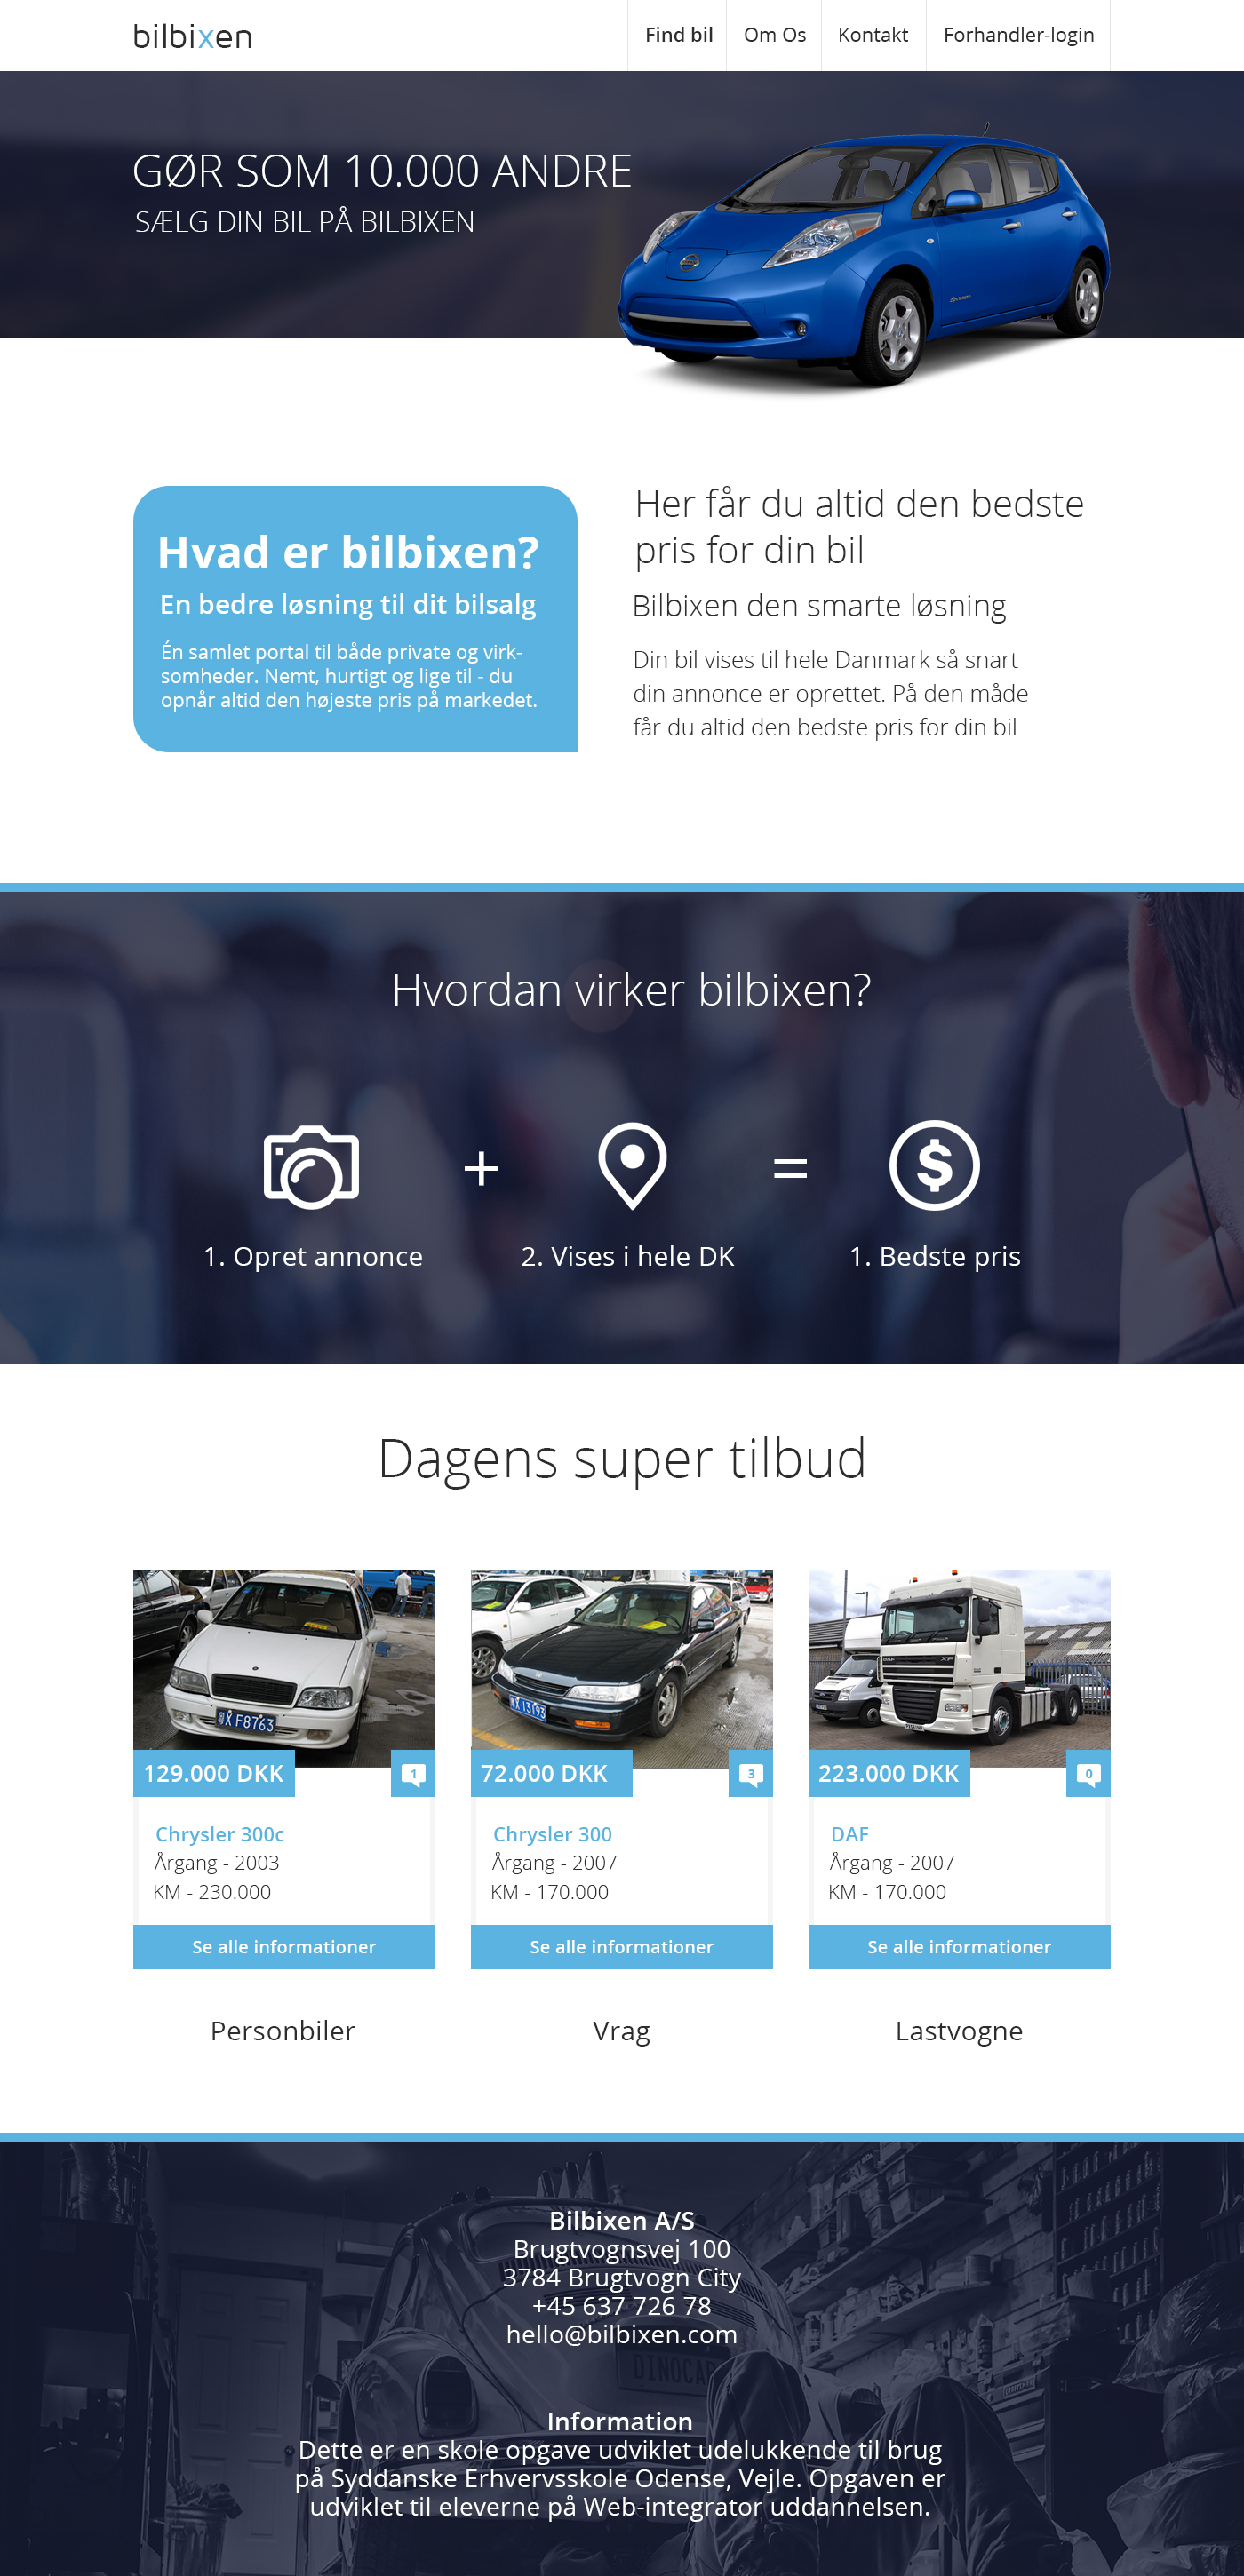 bilbixen
Find bil
Om Os
Kontakt
Forhandler-login
GØR SOM 10.000 ANDRE
SÆLG DIN BIL PÅ BILBIXEN
Hvad er bilbixen?
En bedre løsning til dit bilsalg
Én samlet portal til både private og virk-
somheder. Nemt, hurtigt og lige til - du
opnår altid den højeste pris på markedet.
Her får du altid den bedste
pris for din bil
Bilbixen den smarte løsning
Din bil vises til hele Danmark så snart
din annonce er oprettet. På den måde
får du altid den bedste pris for din bil
Hvordan virker bilbixen?
+
=
$
1. Opret annonce
2. Vises i hele DK
1. Bedste pris
Dagens super tilbud
X F8763
129.000 DKK
1
Chrysler 300c
Årgang - 2003
KM - 230.000
Se alle informationer
Personbiler
X 13193
72.000 DKK
3
Chrysler 300
Årgang - 2007
KM - 170.000
Se alle informationer
Vrag
DAF
XF
223.000 DKK
0
DAF
Årgang - 2007
KM - 170.000
Se alle informationer
Lastvogne
Bilbixen A/S
Brugtvognsvej 100
3784 Brugtvogn City
+45 637 726 78
hello@bilbixen.com
DINOCAR
Information
Dette er en skole opgave udviklet udelukkende til brug
på Syddanske Erhvervsskole Odense, Vejle. Opgaven er
udviklet til eleverne på Web-integrator uddannelsen.